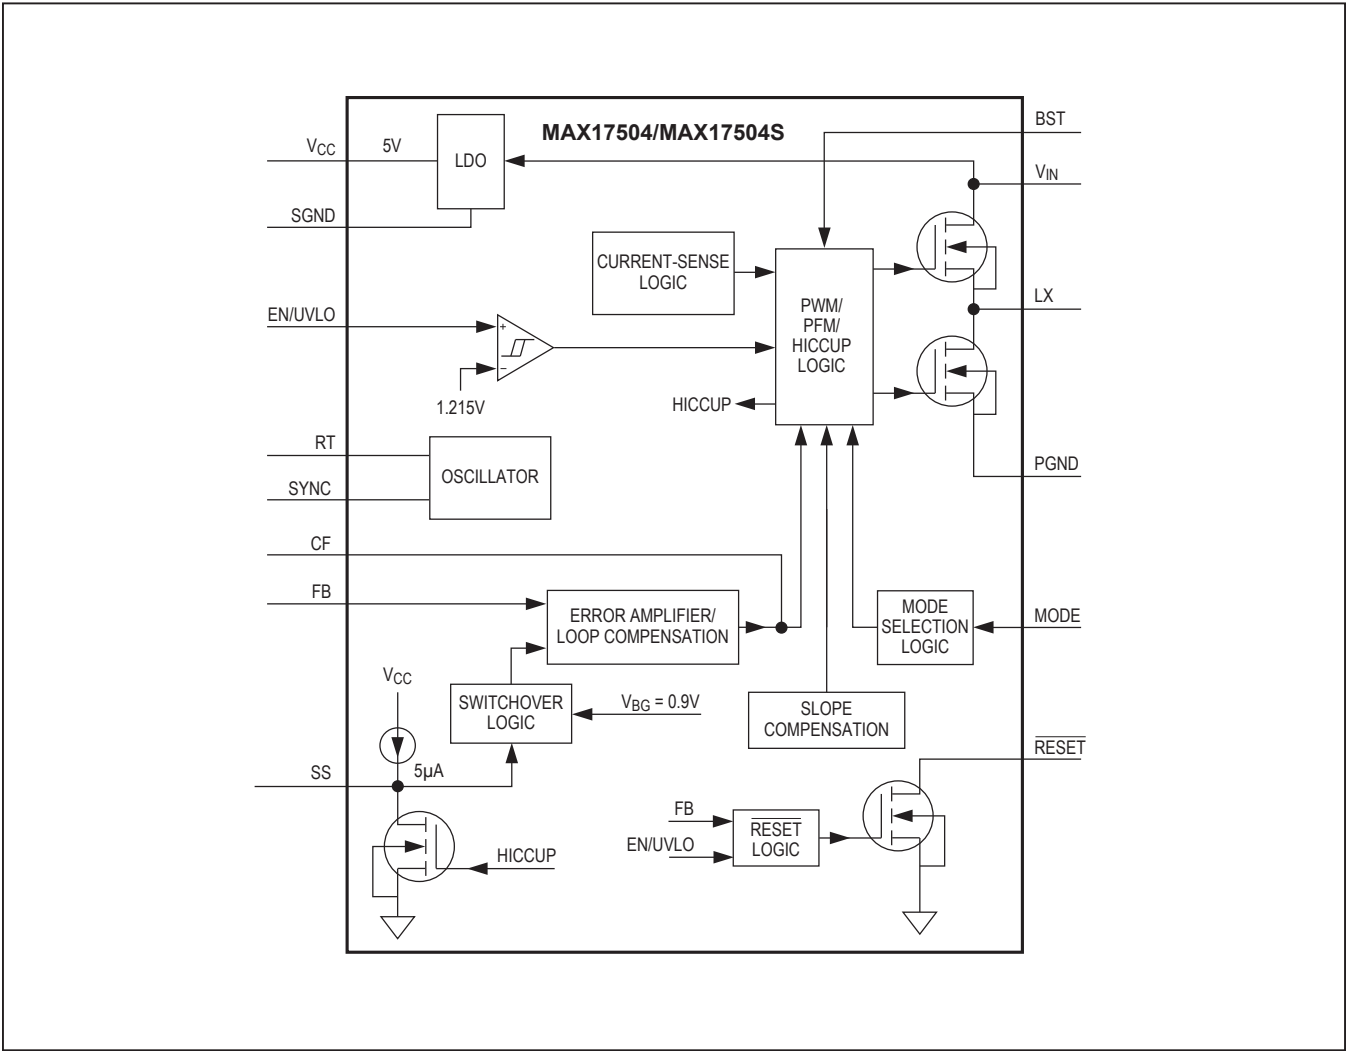 MAX17504/MAX17504S
BST
VCC
5V
LDO
VIN
SGND
CURRENT-SENSE
LOGIC
PWM/
PFM/
HICCUP
LOGIC
LX
EN/UVLO
+
−
1.215V
HICCUP
RT
SYNC
OSCILLATOR
PGND
CF
FB
ERROR AMPLIFIER/
LOOP COMPENSATION
MODE
SELECTION
LOGIC
MODE
VCC
SWITCHOVER
LOGIC
VBG = 0.9V
SLOPE
COMPENSATION
RESET
SS
5µA
HICCUP
FB
EN/UVLO
RESET
LOGIC